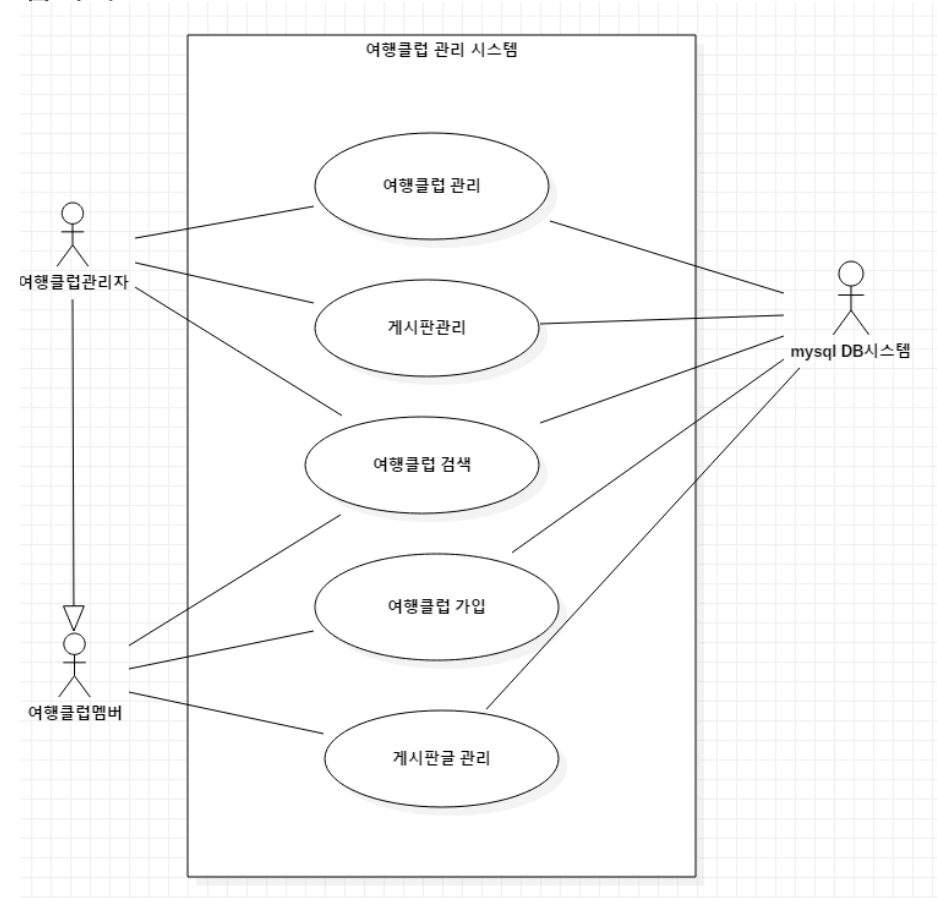 여행클럽 관리 시스템
여행클럽 관리
여행클럽관리자
게시판관리
mysql DB시스템
여행클럽 검색
여행클럽 가입
여행클럽멤버
게시판글 관리